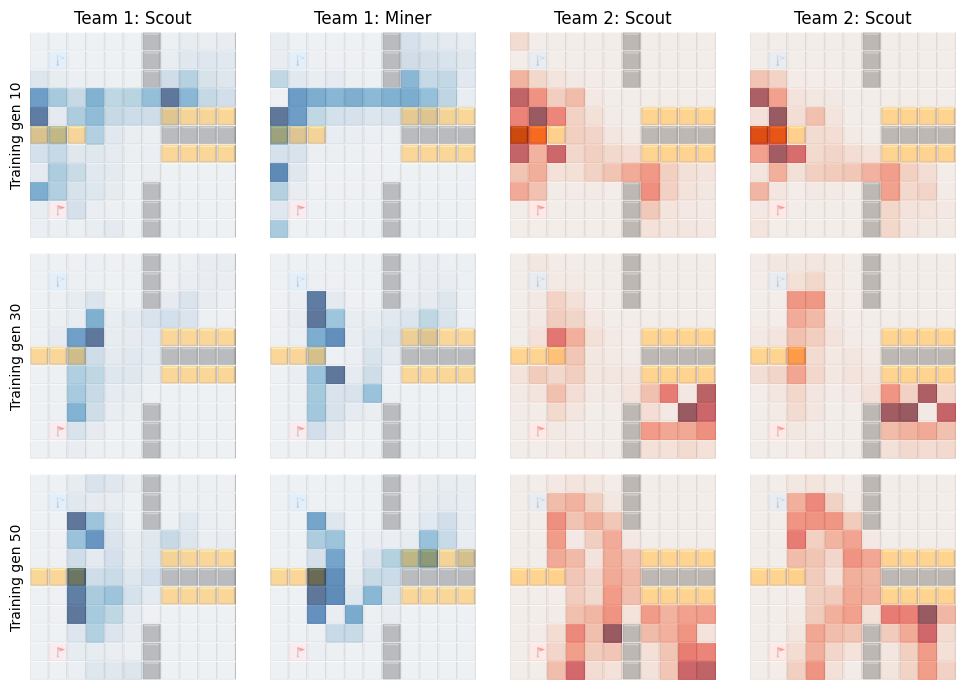 Team 1: Scout
Team 1: Miner
Team 2: Scout
Team 2: Scout
Training gen 10
Training gen 30
Training gen 50